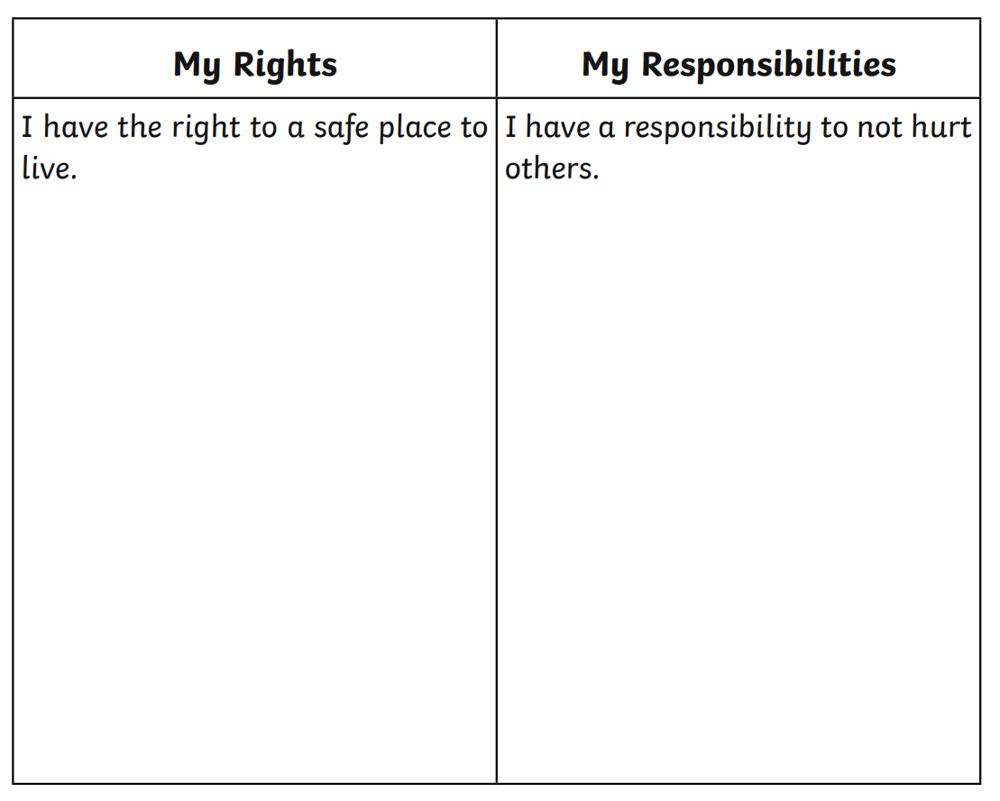 My Rights
My Responsibilities
I have the right to a safe place to
live.
I have a responsibility to not hurt
others.